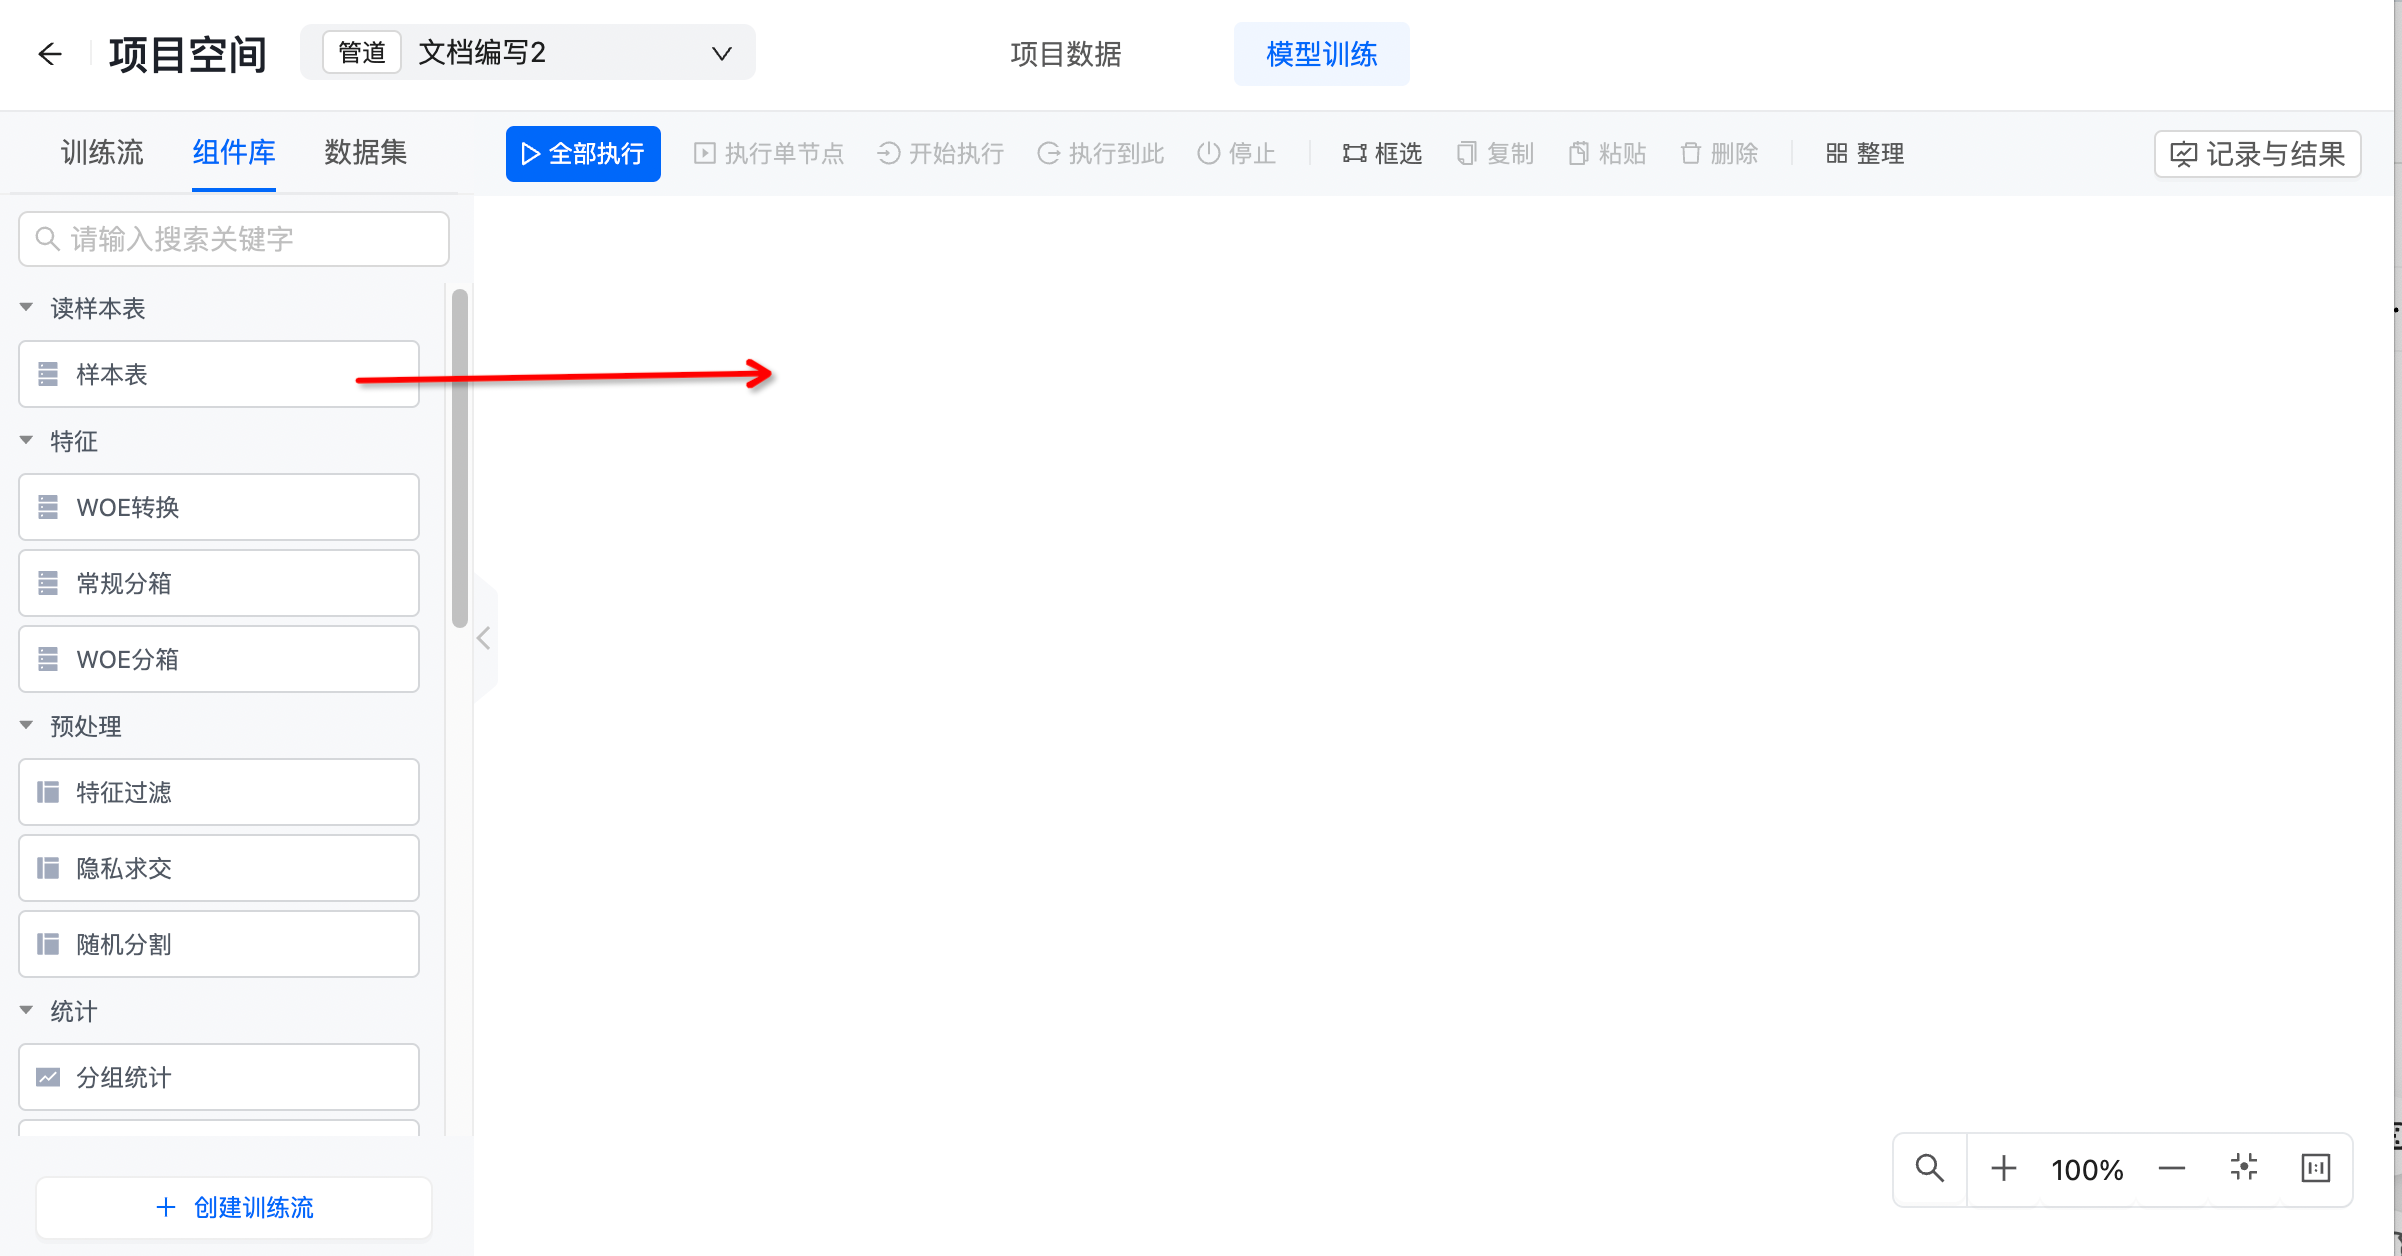 项目空间
管道 文档编写2
项目数据
模型训练
训练流 组件库 数据集
全部执行 执行单节点 开始执行 执行到此 停止 框选 复制 粘贴 删除 整理
记录与结果
请输入搜索关键字
读样本表
样本表
特征
WOE转换
常规分箱
WOE分箱
预处理
特征过滤
隐私求交
随机分割
统计
分组统计
创建训练流
100%